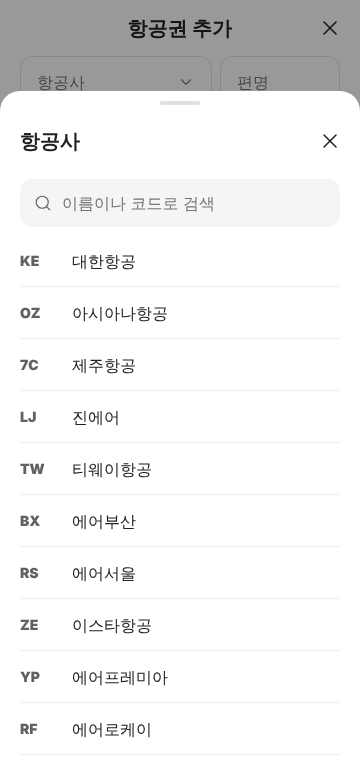 항공권 추가
항공사
편명
항공사
이름이나 코드로 검색
KE 대한항공
OZ 아시아나항공
7C 제주항공
LJ 진에어
TW 티웨이항공
BX 에어부산
RS 에어서울
ZE 이스타항공
YP 에어프레미아
RF 에어로케이